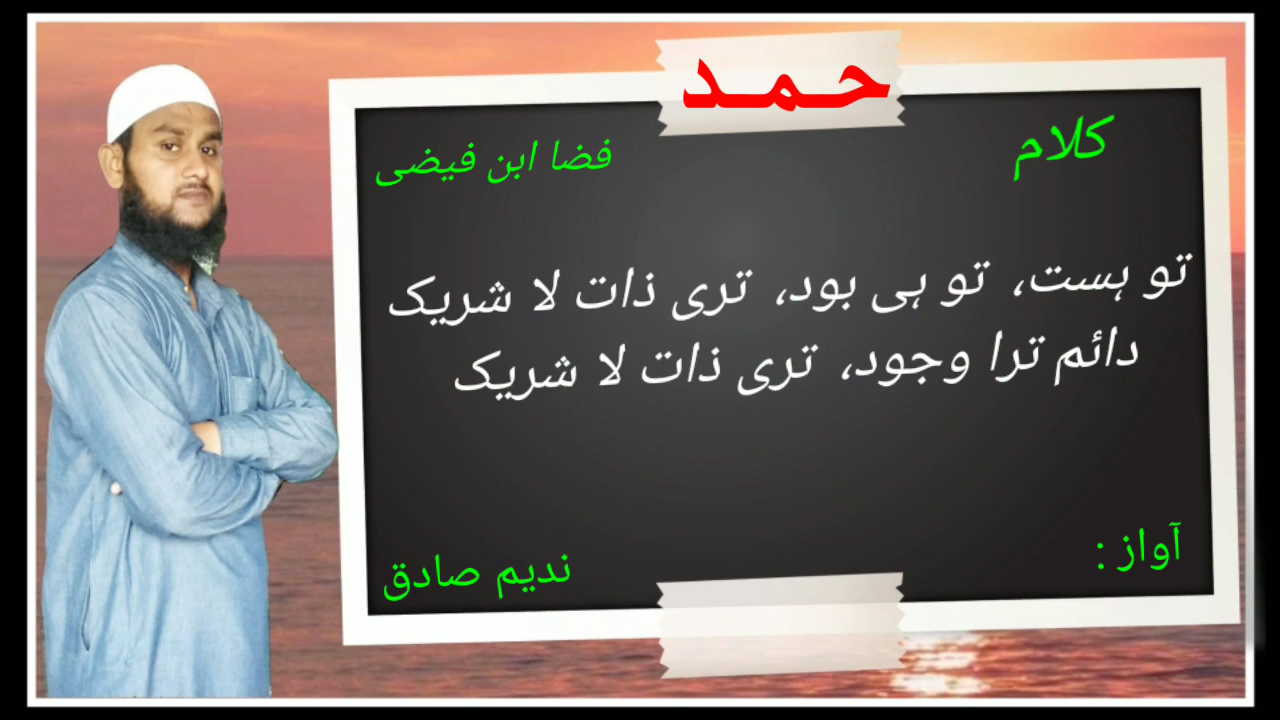 حمد
کلام
فضا ابن فیضی
تو ہست، تو ہی بود، تری ذات لا شریک
دائم ترا وجود، تری ذات لا شریک
آواز :
ندیم صادق